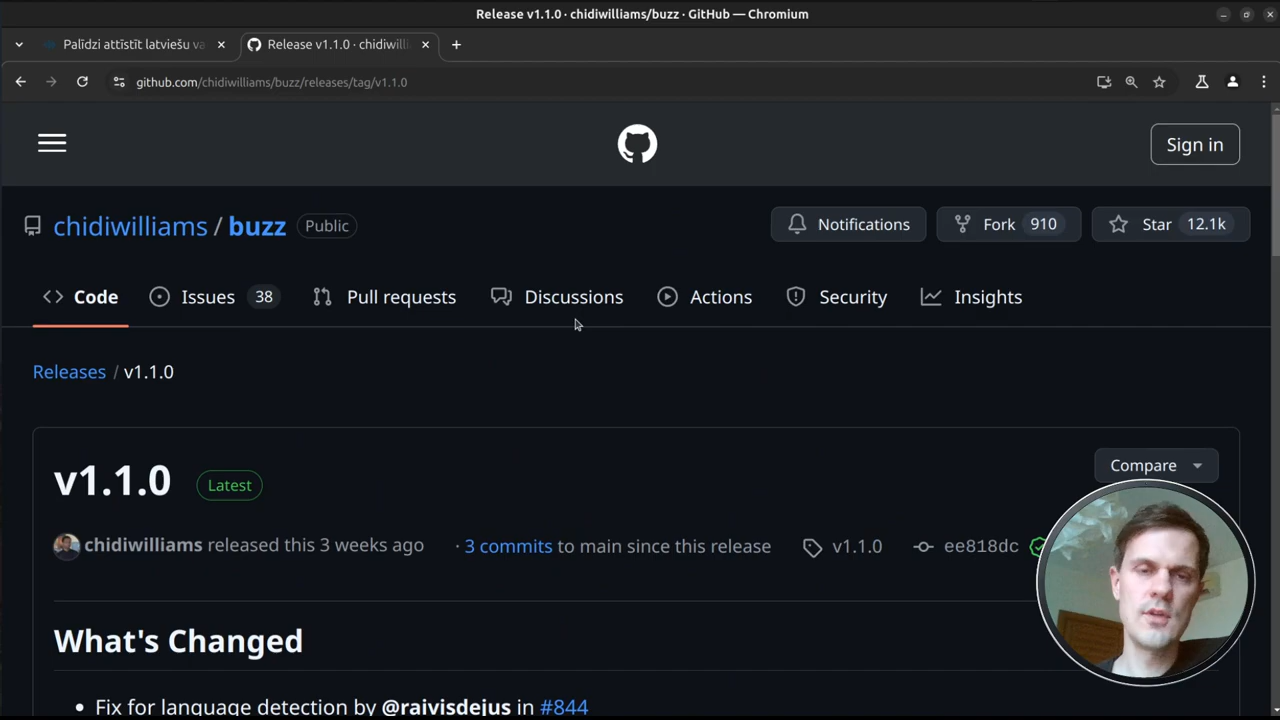 Release v1.1.0 · chidiwilliams/buzz · GitHub — Chromium
Palīdzi attīstīt latviešu va
Release v1.1.0 · chidiwilli
github.com/chidiwilliams/buzz/releases/tag/v1.1.0
Sign in
chidiwilliams / buzz Public
Notifications
Fork 910
Star 12.1k
Code
Issues 38
Pull requests
Discussions
Actions
Security
Insights
Releases / v1.1.0
v1.1.0 Latest
Compare
chidiwilliams released this 3 weeks ago · 3 commits to main since this release v1.1.0 ee818dc
What's Changed
• Fix for language detection by @raivisdejus in #844